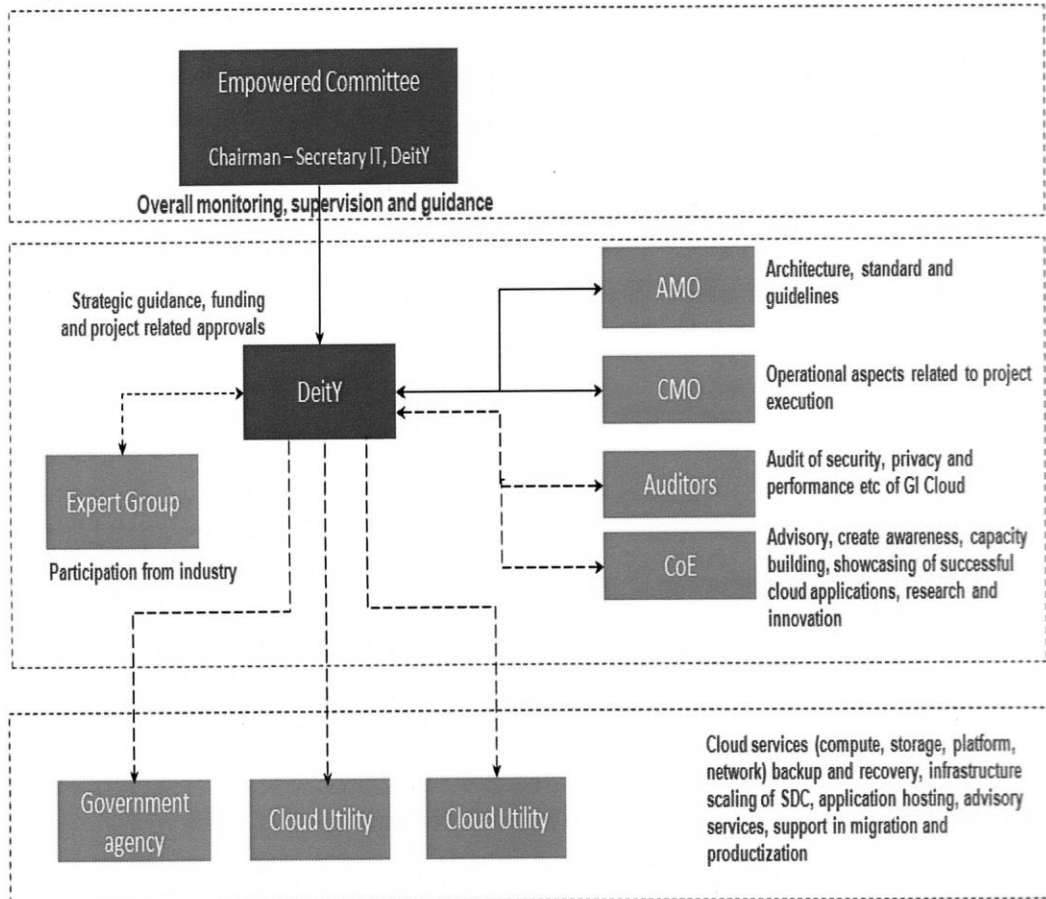 Empowered Committee
Chairman – Secretary IT, DeitY
Overall monitoring, supervision and guidance
Strategic guidance, funding
and project related approvals
DeitY
Expert Group
Participation from industry
AMO
Architecture, standard and
guidelines
CMO
Operational aspects related to project
execution
Auditors
Audit of security, privacy and
performance etc of GI Cloud
CoE
Advisory, create awareness, capacity
building, showcasing of successful
cloud applications, research and
innovation
Government
agency
Cloud Utility
Cloud Utility
Cloud services (compute, storage, platform,
network) backup and recovery, infrastructure
scaling of SDC, application hosting, advisory
services, support in migration and
productization